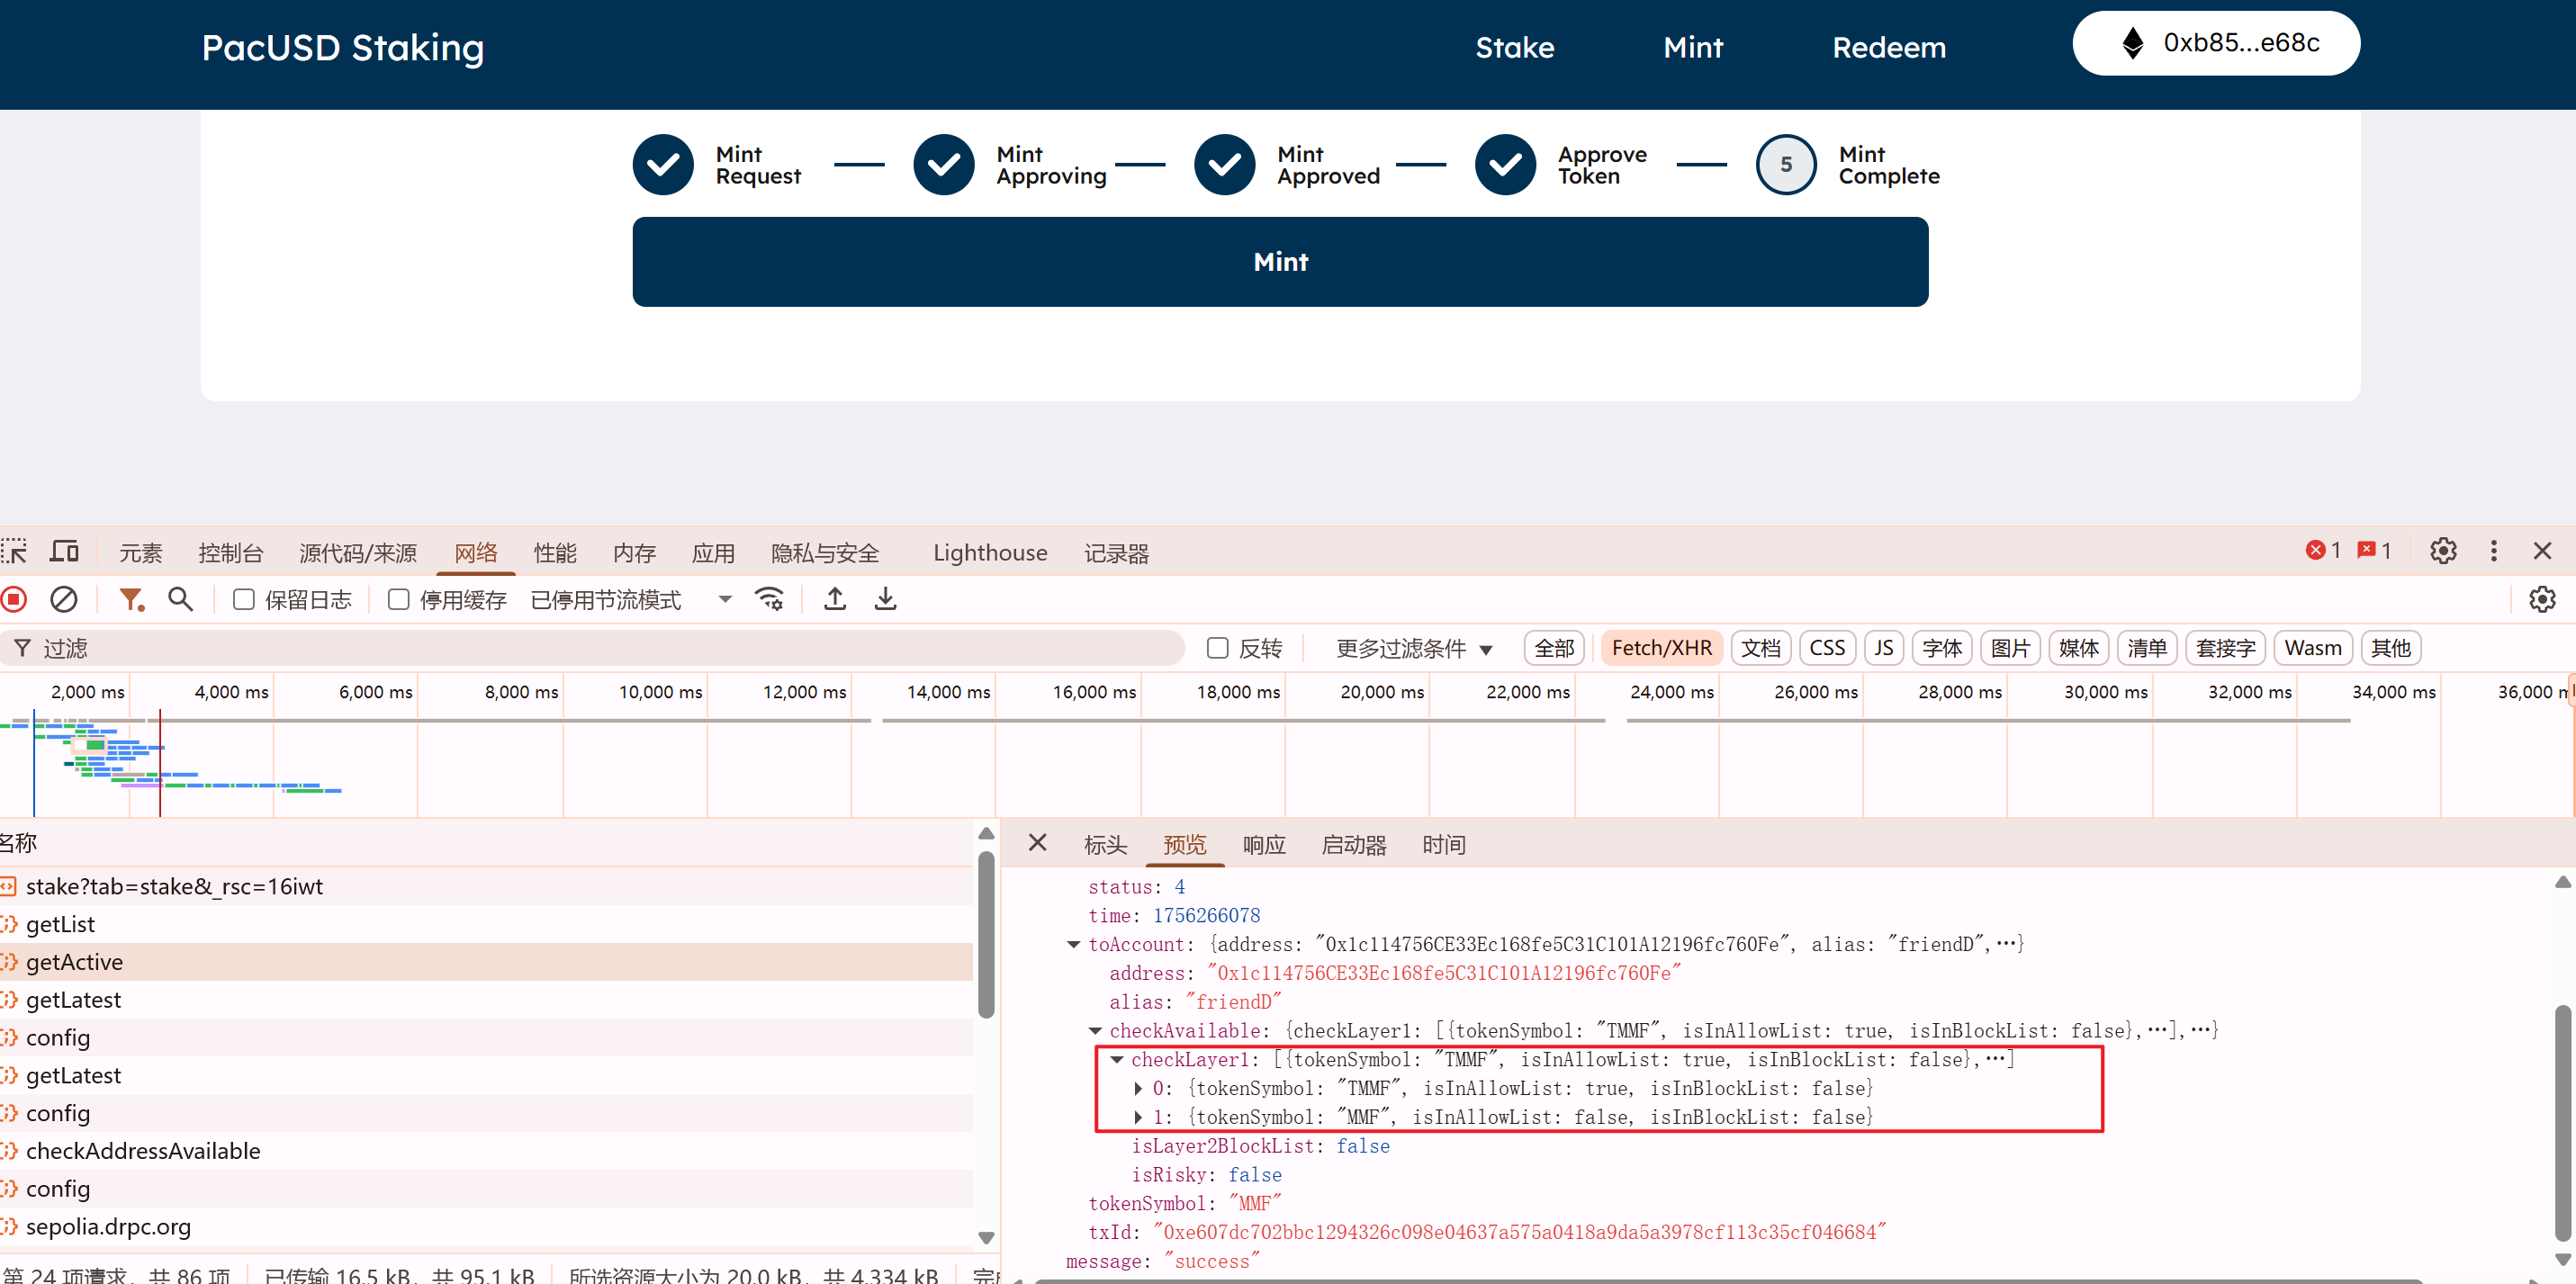 PacUSD Staking
Stake
Mint
Redeem
0xb85...e68c
Mint Request
Mint Approving
Mint Approved
Approve Token
5
Mint Complete
Mint
元素
控制台
源代码/来源
网络
性能
内存
应用
隐私与安全
Lighthouse
记录器
1
1
保留日志
停用缓存
已停用节流模式
过滤
反转
更多过滤条件
全部
Fetch/XHR
文档
CSS
JS
字体
图片
媒体
清单
套接字
Wasm
其他
2,000 ms
4,000 ms
6,000 ms
8,000 ms
10,000 ms
12,000 ms
14,000 ms
16,000 ms
18,000 ms
20,000 ms
22,000 ms
24,000 ms
26,000 ms
28,000 ms
30,000 ms
32,000 ms
34,000 ms
36,000 m
名称
stake?tab=stake&_rsc=16iwt
getList
getActive
getLatest
config
getLatest
config
checkAddressAvailable
config
sepolia.drpc.org
第 24 项请求，共 86 项
已传输 16.5 kB，共 95.1 kB
所选资源大小为 20.0 kB，共 4,334 kB
标头
预览
响应
启动器
时间
status: 4
time: 1756266078
toAccount: {address: "0x1c114756CE33Ec168fe5C31C101A12196fc760Fe", alias: "friendD",…}
address: "0x1c114756CE33Ec168fe5C31C101A12196fc760Fe"
alias: "friendD"
checkAvailable: {checkLayer1: [{tokenSymbol: "TMMF", isInAllowList: true, isInBlockList: false},…],…}
checkLayer1: [{tokenSymbol: "TMMF", isInAllowList: true, isInBlockList: false},…]
0: {tokenSymbol: "TMMF", isInAllowList: true, isInBlockList: false}
1: {tokenSymbol: "MMF", isInAllowList: false, isInBlockList: false}
isLayer2BlockList: false
isRisky: false
tokenSymbol: "MMF"
txId: "0xe607dc702bbc1294326c098e04637a575a0418a9da5a3978cf113c35cf046684"
message: "success"